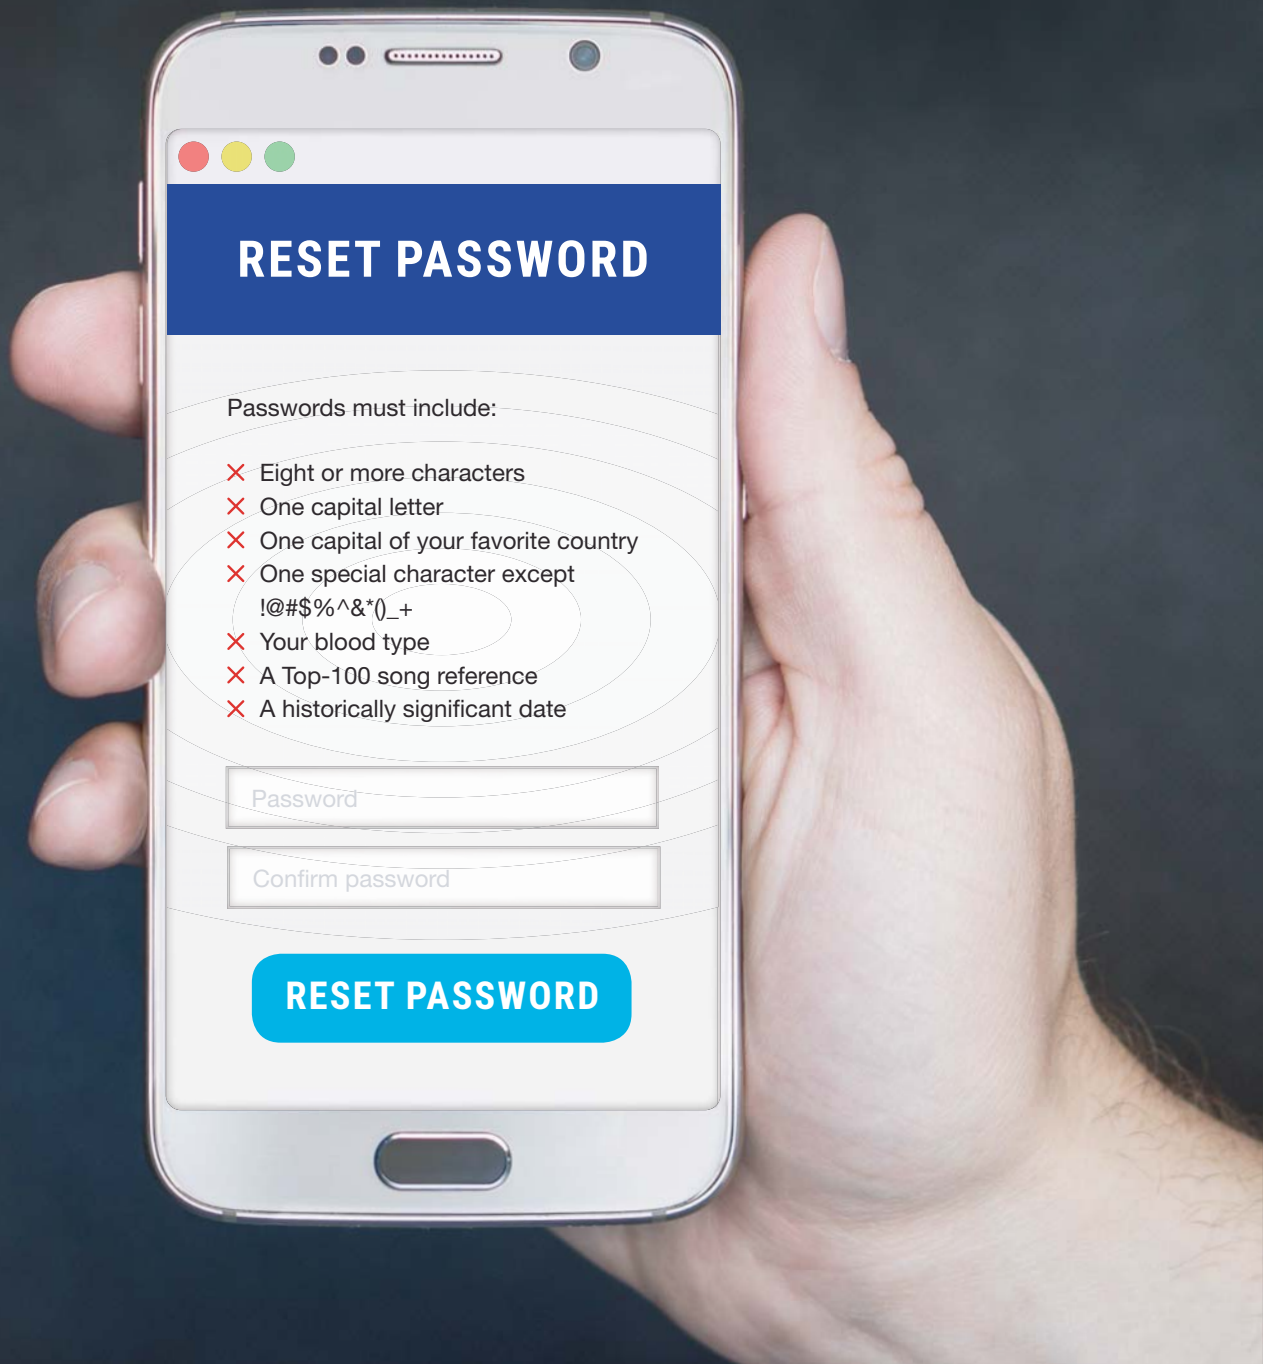 RESET PASSWORD
Passwords must include:
Eight or more characters
One capital letter
One capital of your favorite country
One special character except
!@#$%^&*()_+
Your blood type
A Top-100 song reference
A historically significant date
Password
Confirm password
RESET PASSWORD